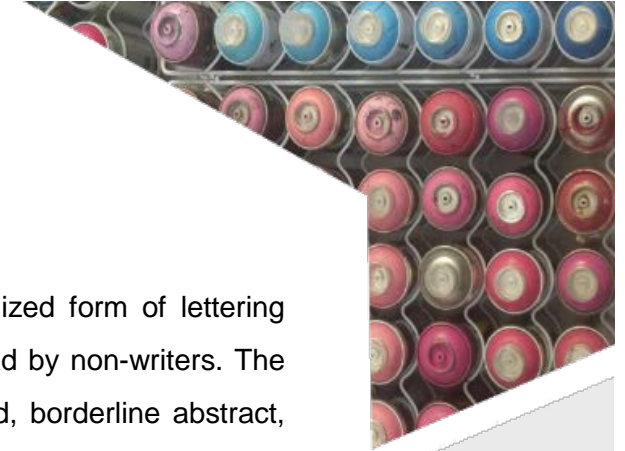 ized form of lettering
d by non-writers. The
d, borderline abstract,